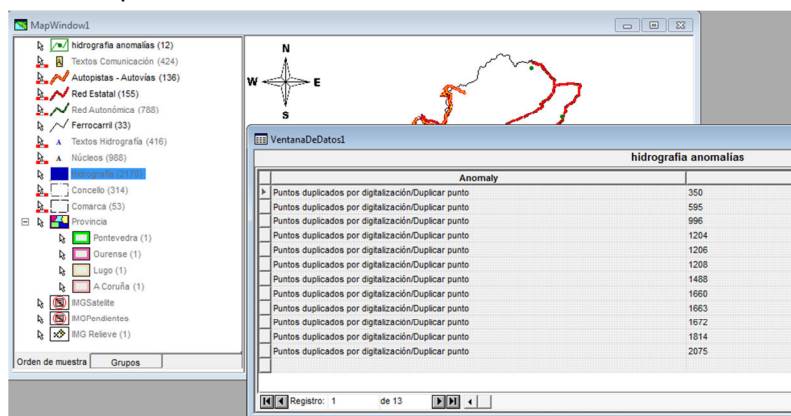 MapWindow1
hidrografia anomalías (12)
Textos Comunicación (424)
Autopistas - Autovías (136)
Red Estatal (155)
Red Autonómica (788)
Ferrocarril (33)
A Textos Hidrografía (416)
A Núcleos (988)
hidrografia (2170)
Concello (314)
Comarca (53)
Provincia
Pontevedra (1)
Ourense (1)
Lugo (1)
A Coruña (1)
IMGSatelite
IMGPendientes
IMG Relieve (1)
Orden de muestra Grupos
N
W E
S
VentanaDeDatos1
hidrografia anomalias
Anomaly
Puntos duplicados por digitalización/Duplicar punto 350
Puntos duplicados por digitalización/Duplicar punto 595
Puntos duplicados por digitalización/Duplicar punto 996
Puntos duplicados por digitalización/Duplicar punto 1204
Puntos duplicados por digitalización/Duplicar punto 1206
Puntos duplicados por digitalización/Duplicar punto 1208
Puntos duplicados por digitalización/Duplicar punto 1488
Puntos duplicados por digitalización/Duplicar punto 1660
Puntos duplicados por digitalización/Duplicar punto 1663
Puntos duplicados por digitalización/Duplicar punto 1672
Puntos duplicados por digitalización/Duplicar punto 1814
Puntos duplicados por digitalización/Duplicar punto 2075
Registro: 1 de 13